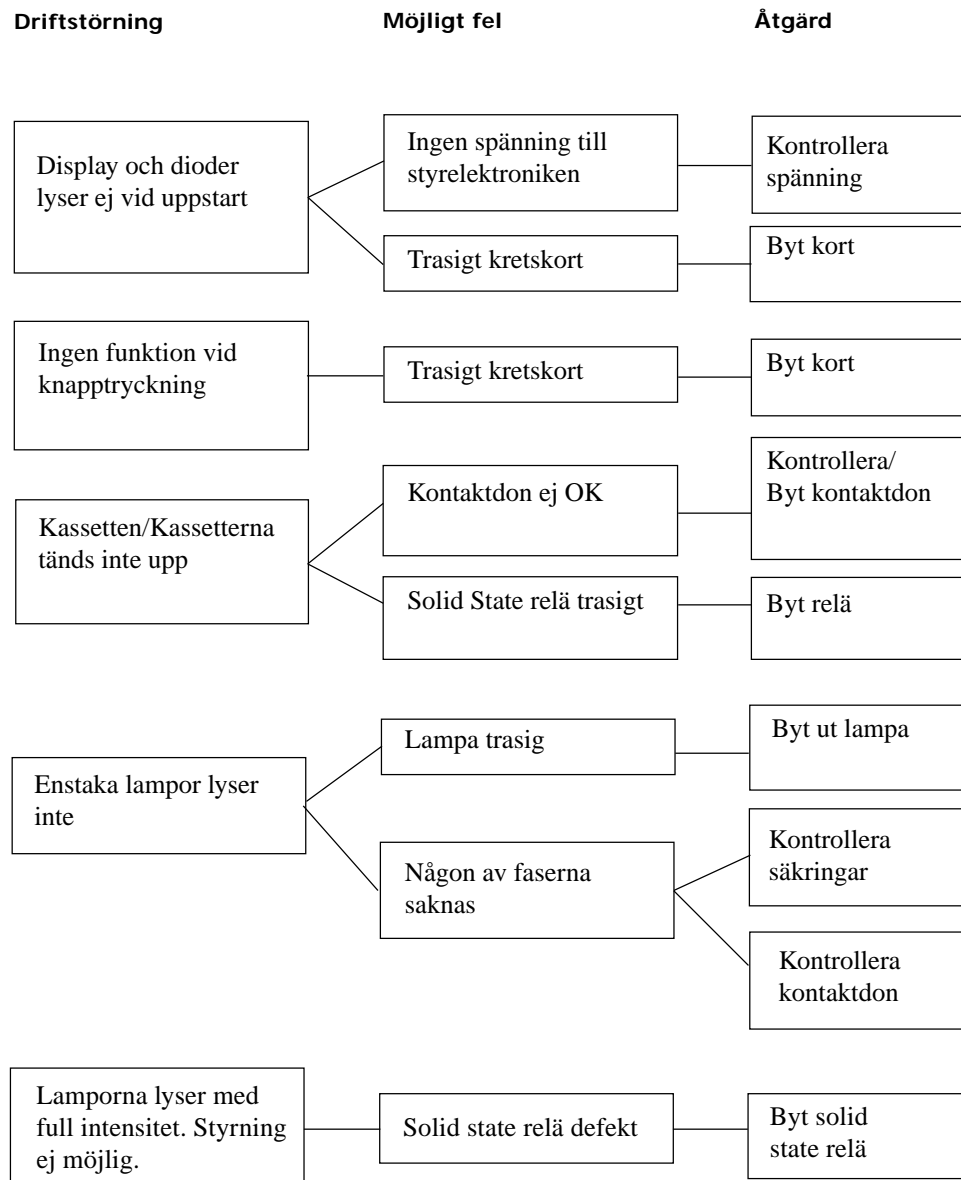 Driftstörning
Möjligt fel
Åtgärd
Display och dioder
lyser ej vid uppstart
Ingen spänning till
styrelektroniken
Kontrollera
spänning
Trasigt kretskort
Byt kort
Ingen funktion vid
knapptryckning
Trasigt kretskort
Byt kort
Kassetten/Kassetterna
tänds inte upp
Kontaktdon ej OK
Kontrollera/
Byt kontaktdon
Solid State relä trasigt
Byt relä
Enstaka lampor lyser
inte
Lampa trasig
Byt ut lampa
Någon av faserna
saknas
Kontrollera
säkringar
Kontrollera
kontaktdon
Lamporna lyser med
full intensitet. Styrning
ej möjlig.
Solid state relä defekt
Byt solid
state relä